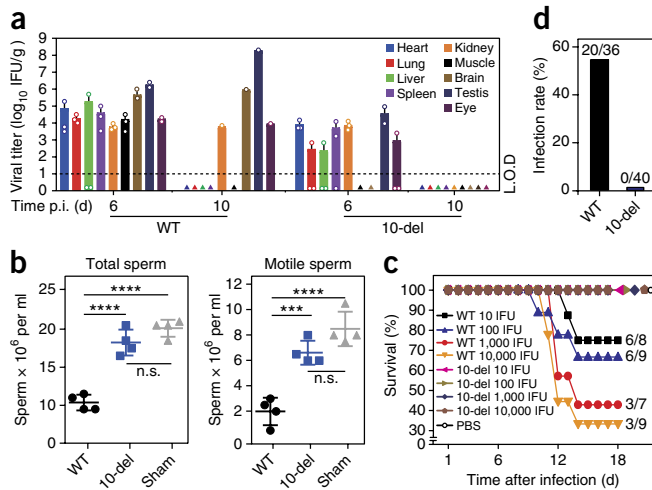 a
Viral titer (log10 IFU/g)
9
8
7
6
5
4
3
2
1
0
Heart
Lung
Liver
Spleen
Kidney
Muscle
Brain
Testis
Eye
L.O.D
Time p.i. (d)
6
10
6
10
WT
10-del
d
Infection rate (%)
60
40
20
0
20/36
0/40
WT
10-del
b
Total sperm
Sperm × 10⁶ per ml
25
20
15
10
5
0
****
****
n.s.
WT
10-del
Sham
Motile sperm
Sperm × 10⁶ per ml
12
10
8
6
4
2
0
****
***
n.s.
WT
10-del
Sham
c
Survival (%)
100
90
80
70
60
50
40
30
0
WT 10 IFU
WT 100 IFU
WT 1,000 IFU
WT 10,000 IFU
10-del 10 IFU
10-del 100 IFU
10-del 1,000 IFU
10-del 10,000 IFU
PBS
6/8
6/9
3/7
3/9
1
6
12
18
Time after infection (d)